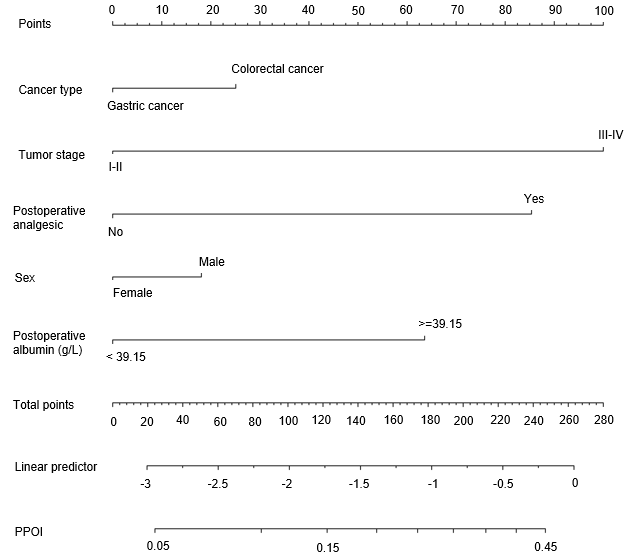 0 10 20 30 40 50 60 70 80 90 100
Points
Colorectal cancer
Cancer type
Gastric cancer
III-IV
Tumor stage
I-II
Yes
Postoperative
analgesic
No
Male
Sex
Female
>=39.15
Postoperative
albumin (g/L)
< 39.15
Total points
0 20 40 60 80 100 120 140 160 180 200 220 240 260 280
Linear predictor
-3 -2.5 -2 -1.5 -1 -0.5 0
PPOI
0.05 0.15 0.45